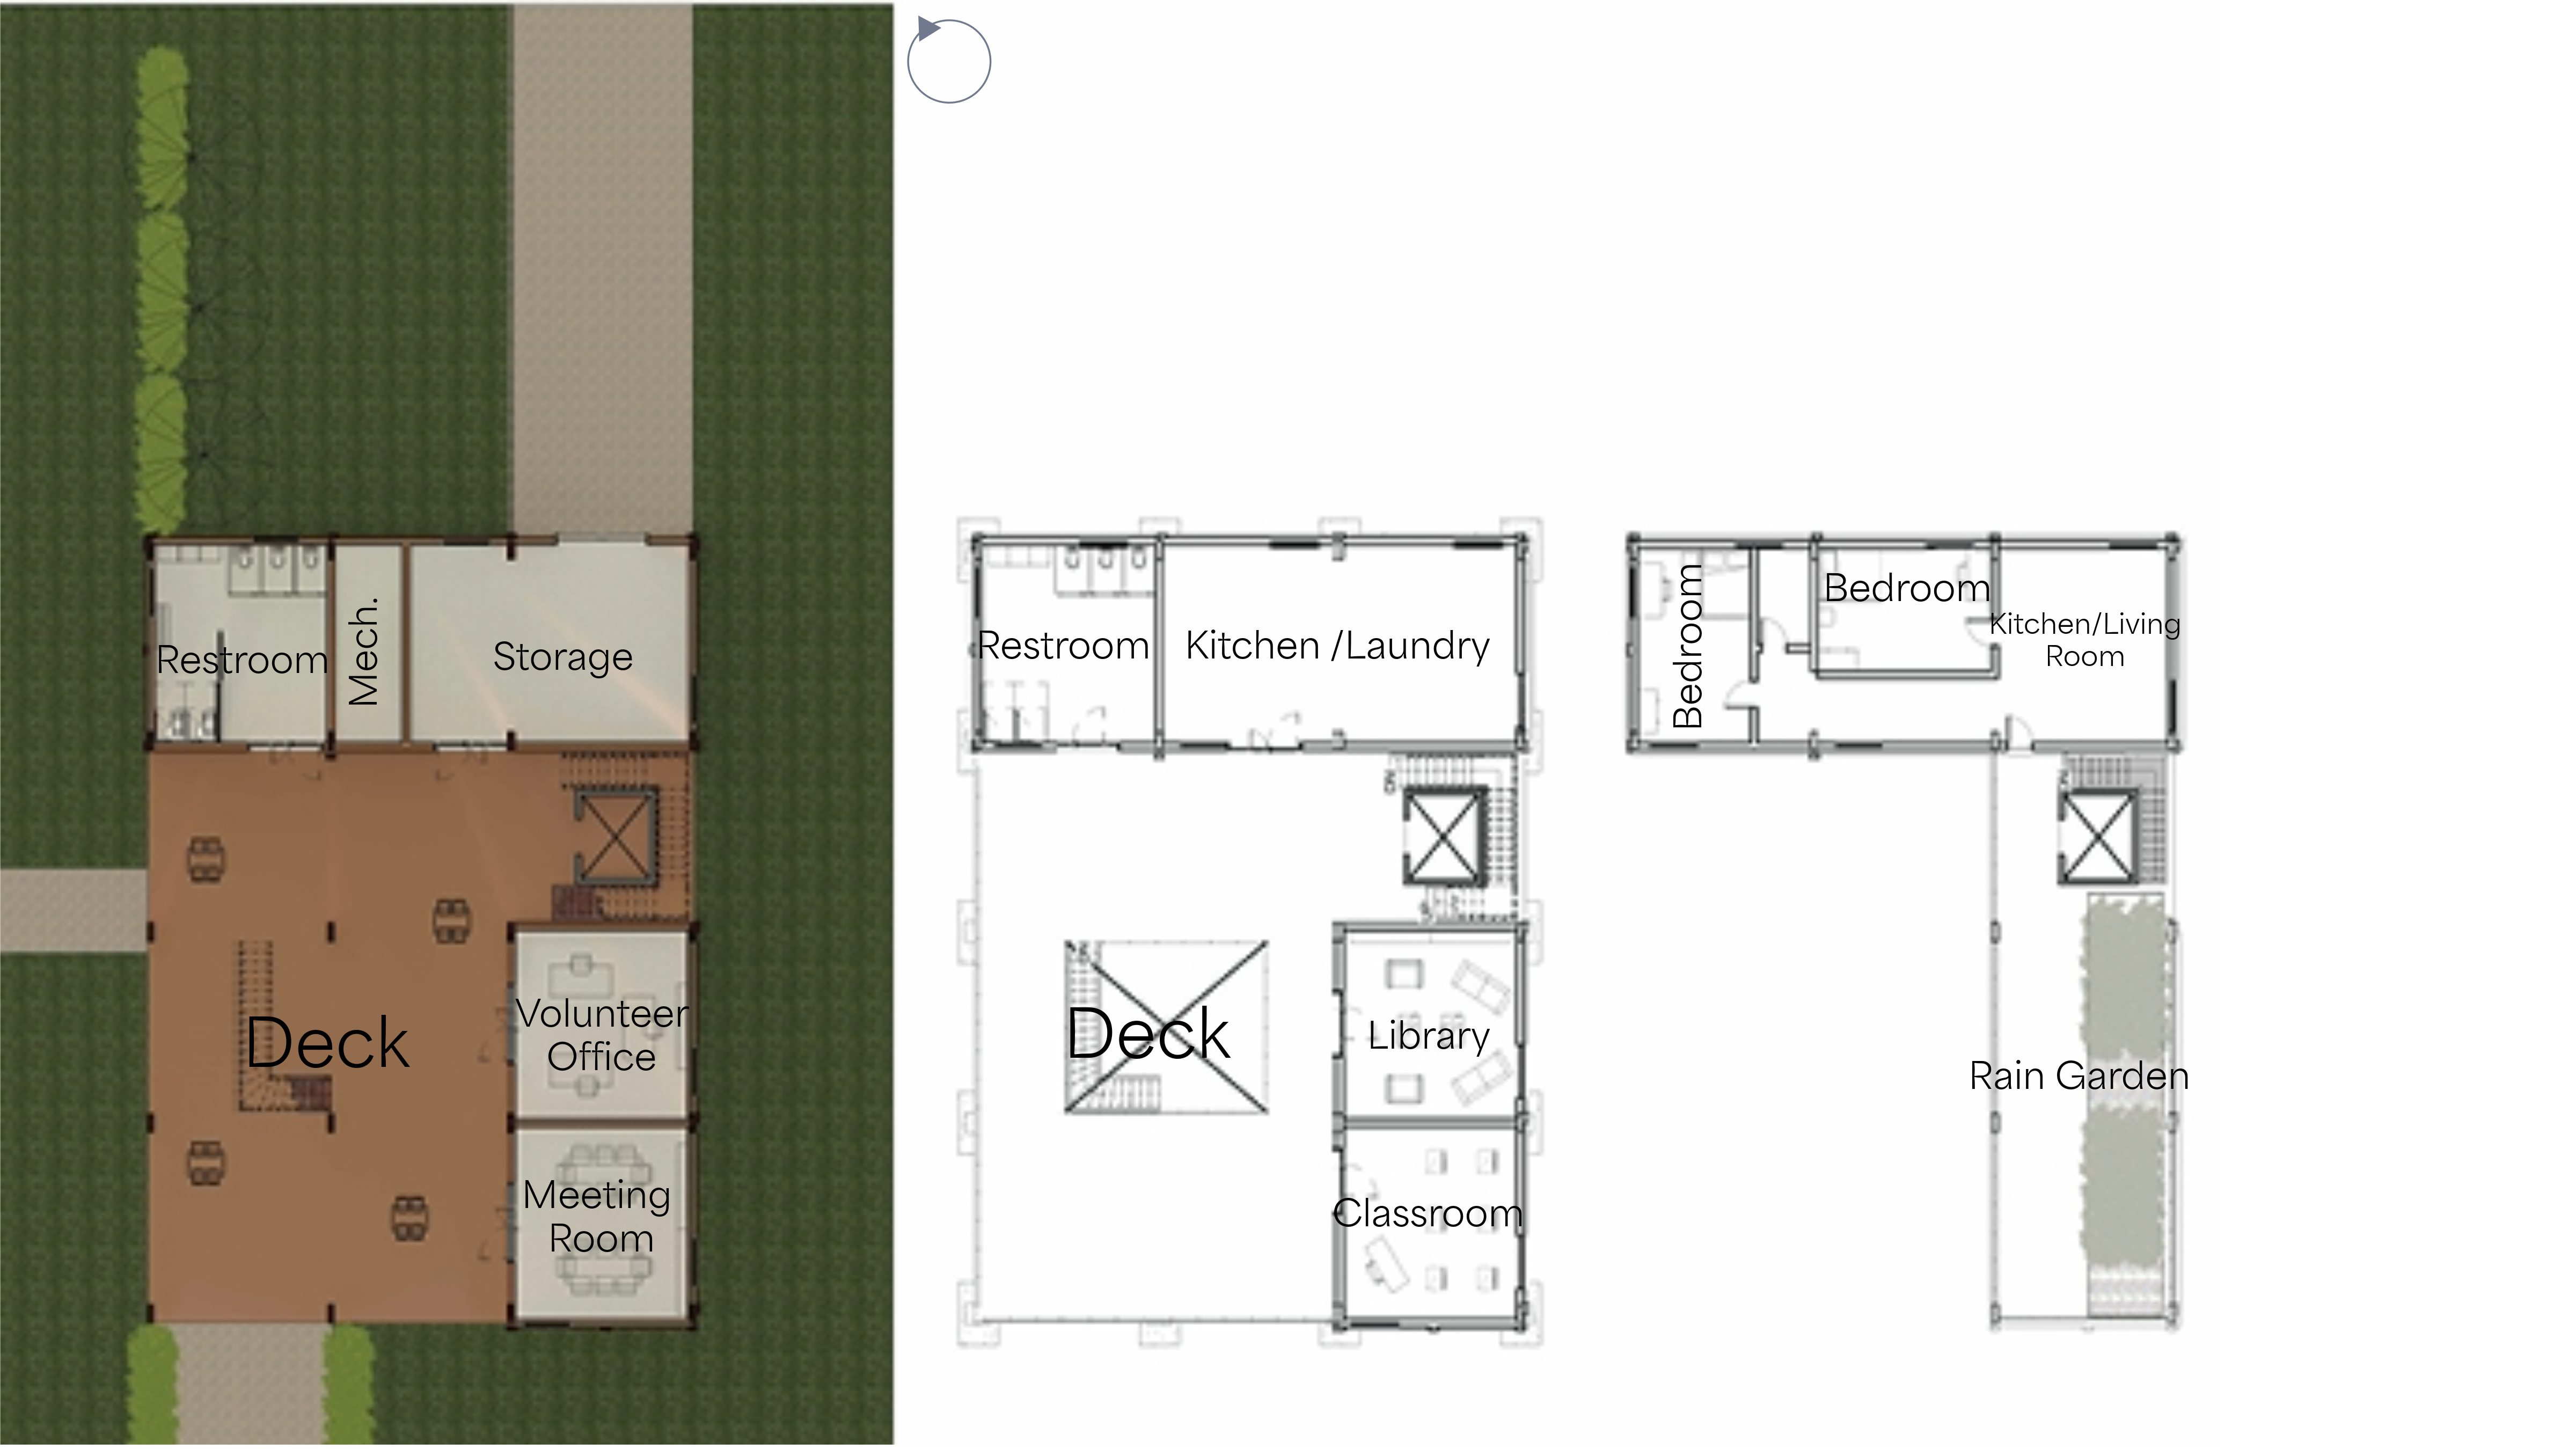 Restroom
Mech.
Storage
Deck
Volunteer
Office
Meeting
Room
Restroom
Kitchen /Laundry
DN
Deck
Library
Classroom
Bedroom
Bedroom
Kitchen/Living
Room
Rain Garden